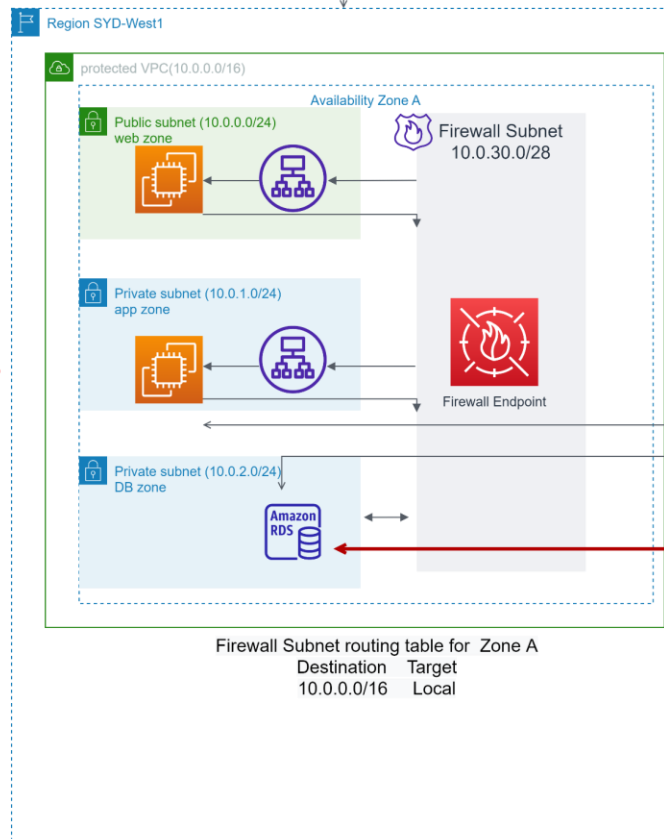 Region SYD-West1
protected VPC(10.0.0.0/16)
Availability Zone A
Public subnet (10.0.0.0/24)
web zone
Firewall Subnet
10.0.30.0/28
Private subnet (10.0.1.0/24)
app zone
Firewall Endpoint
Private subnet (10.0.2.0/24)
DB zone
Amazon
RDS
Firewall Subnet routing table for Zone A
Destination Target
10.0.0.0/16 Local